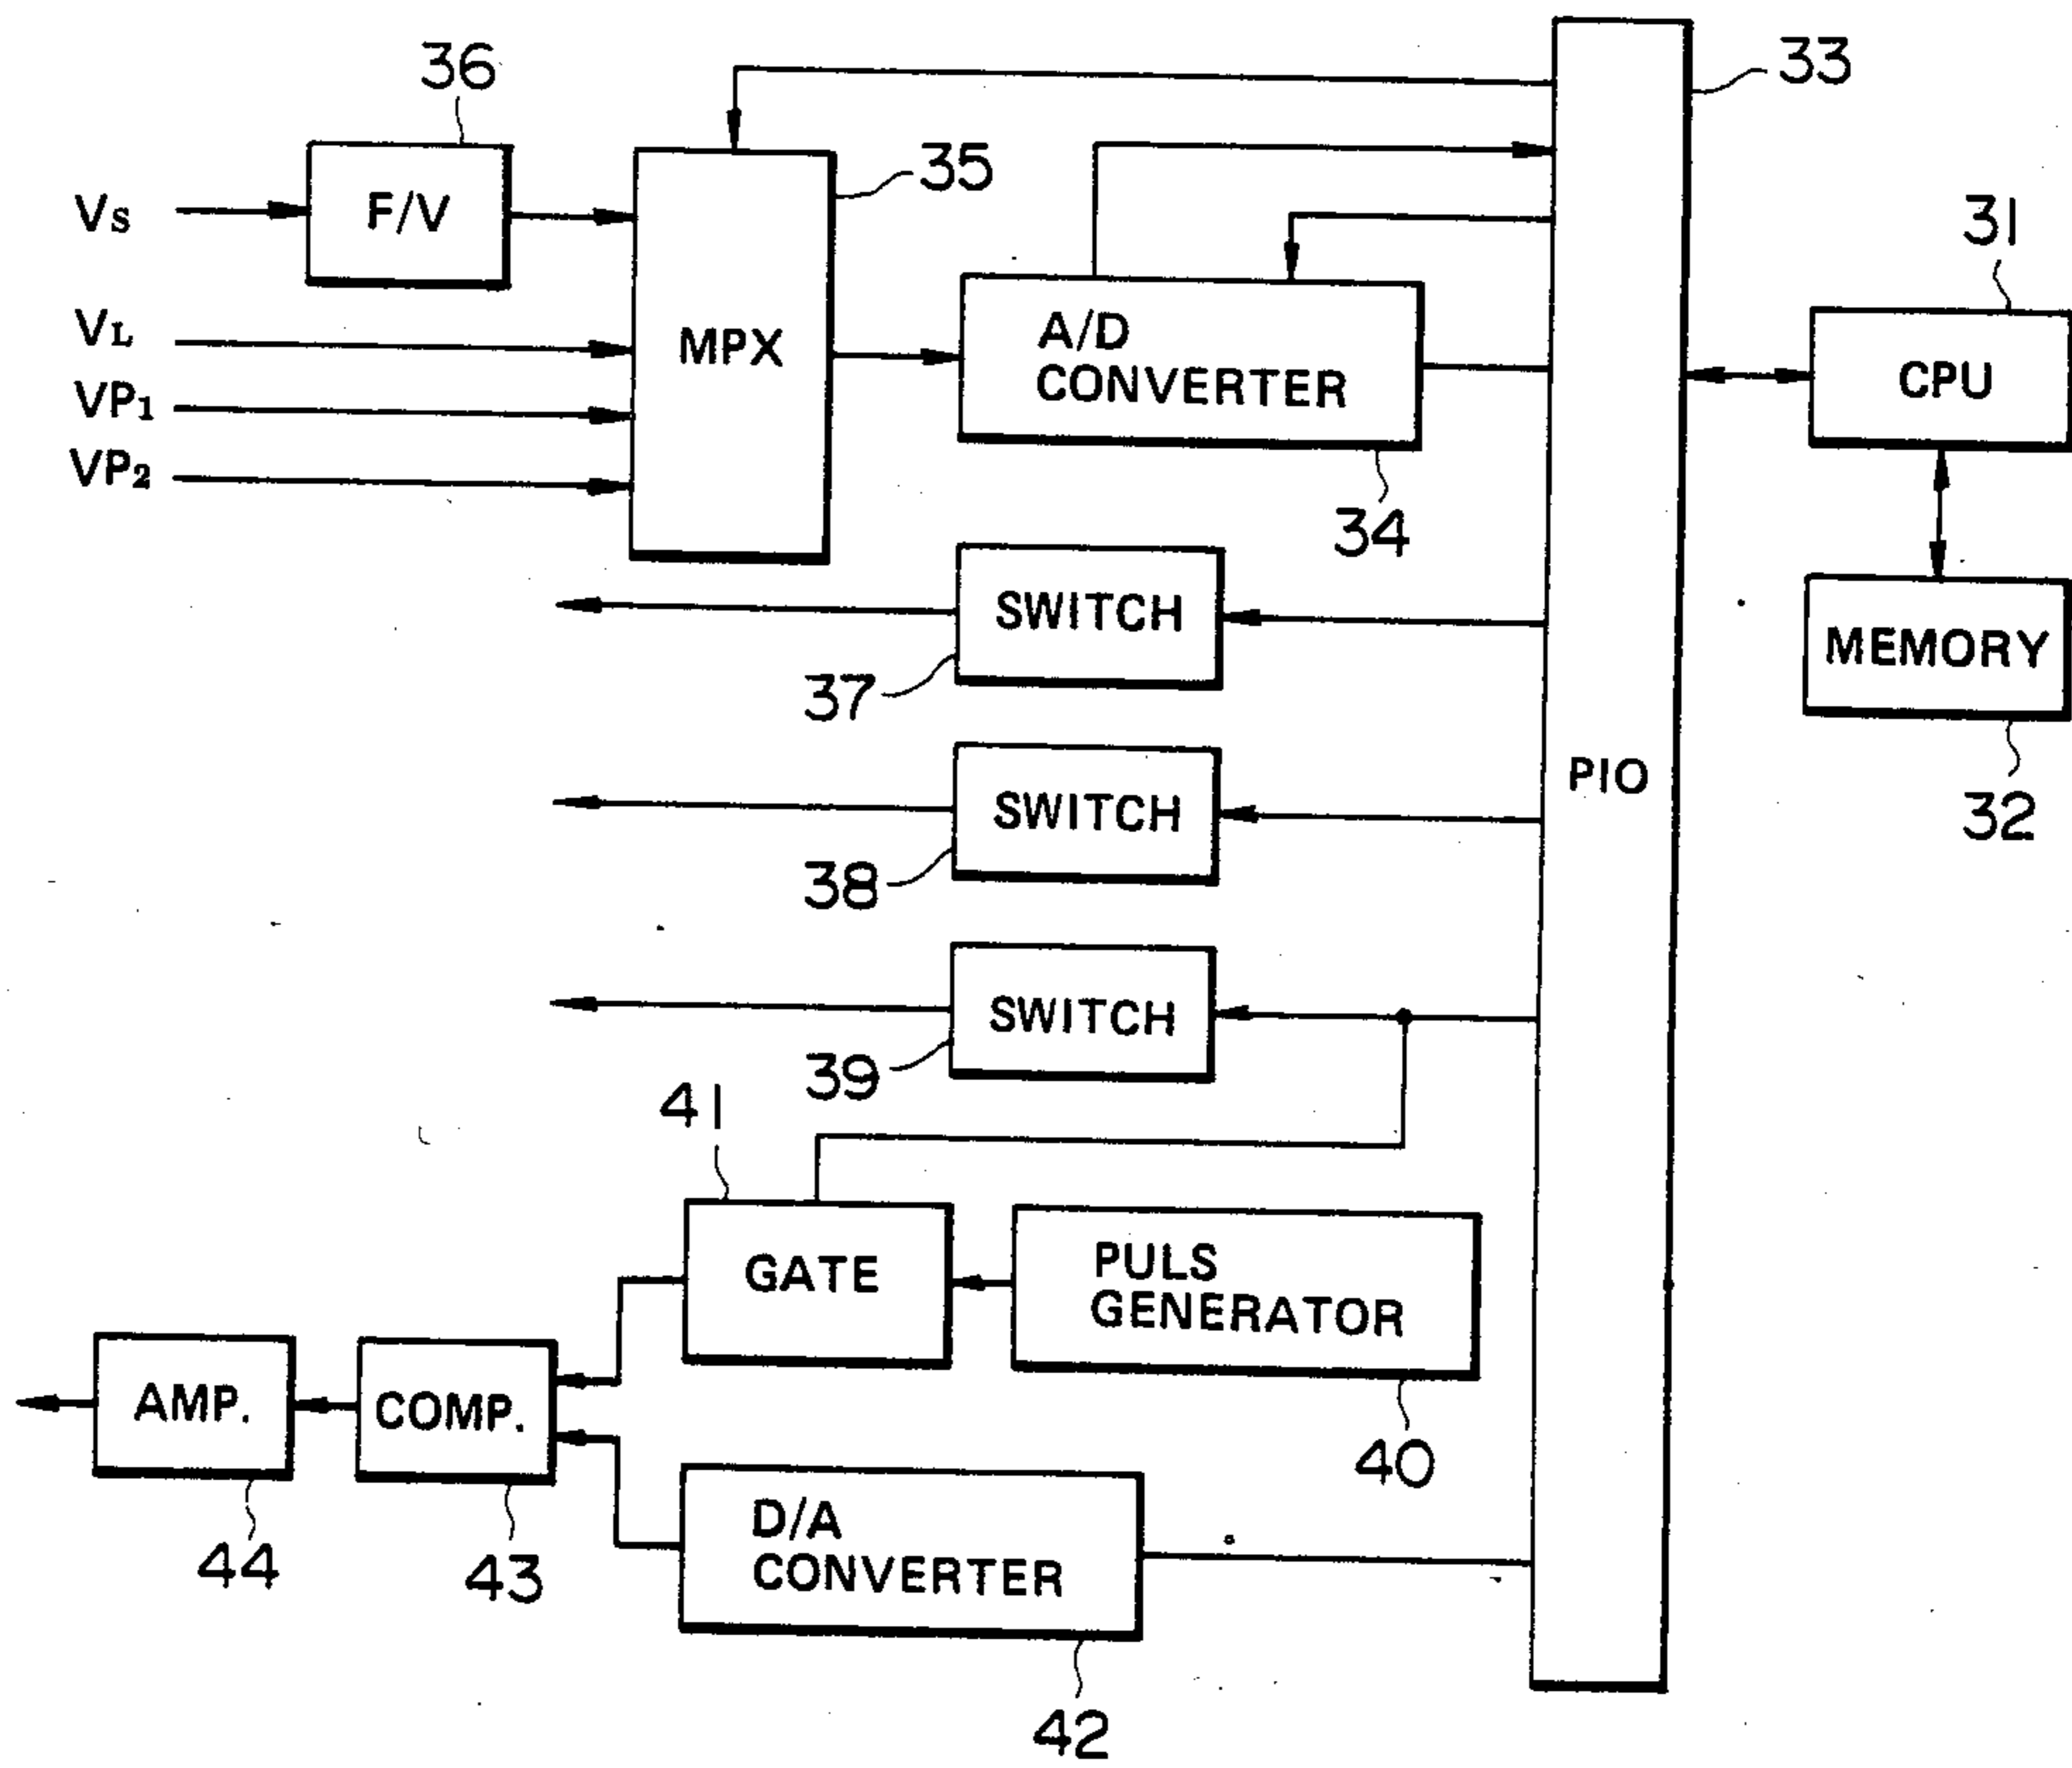 36
33
35
Vs
F/V
31
VL
MPX
A/D
CONVERTER
CPU
VP1
VP2
34
SWITCH
37
MEMORY
32
PIO
SWITCH
38
SWITCH
39
41
GATE
PULS
GENERATOR
40
AMP.
COMP.
44
43
D/A
CONVERTER
42